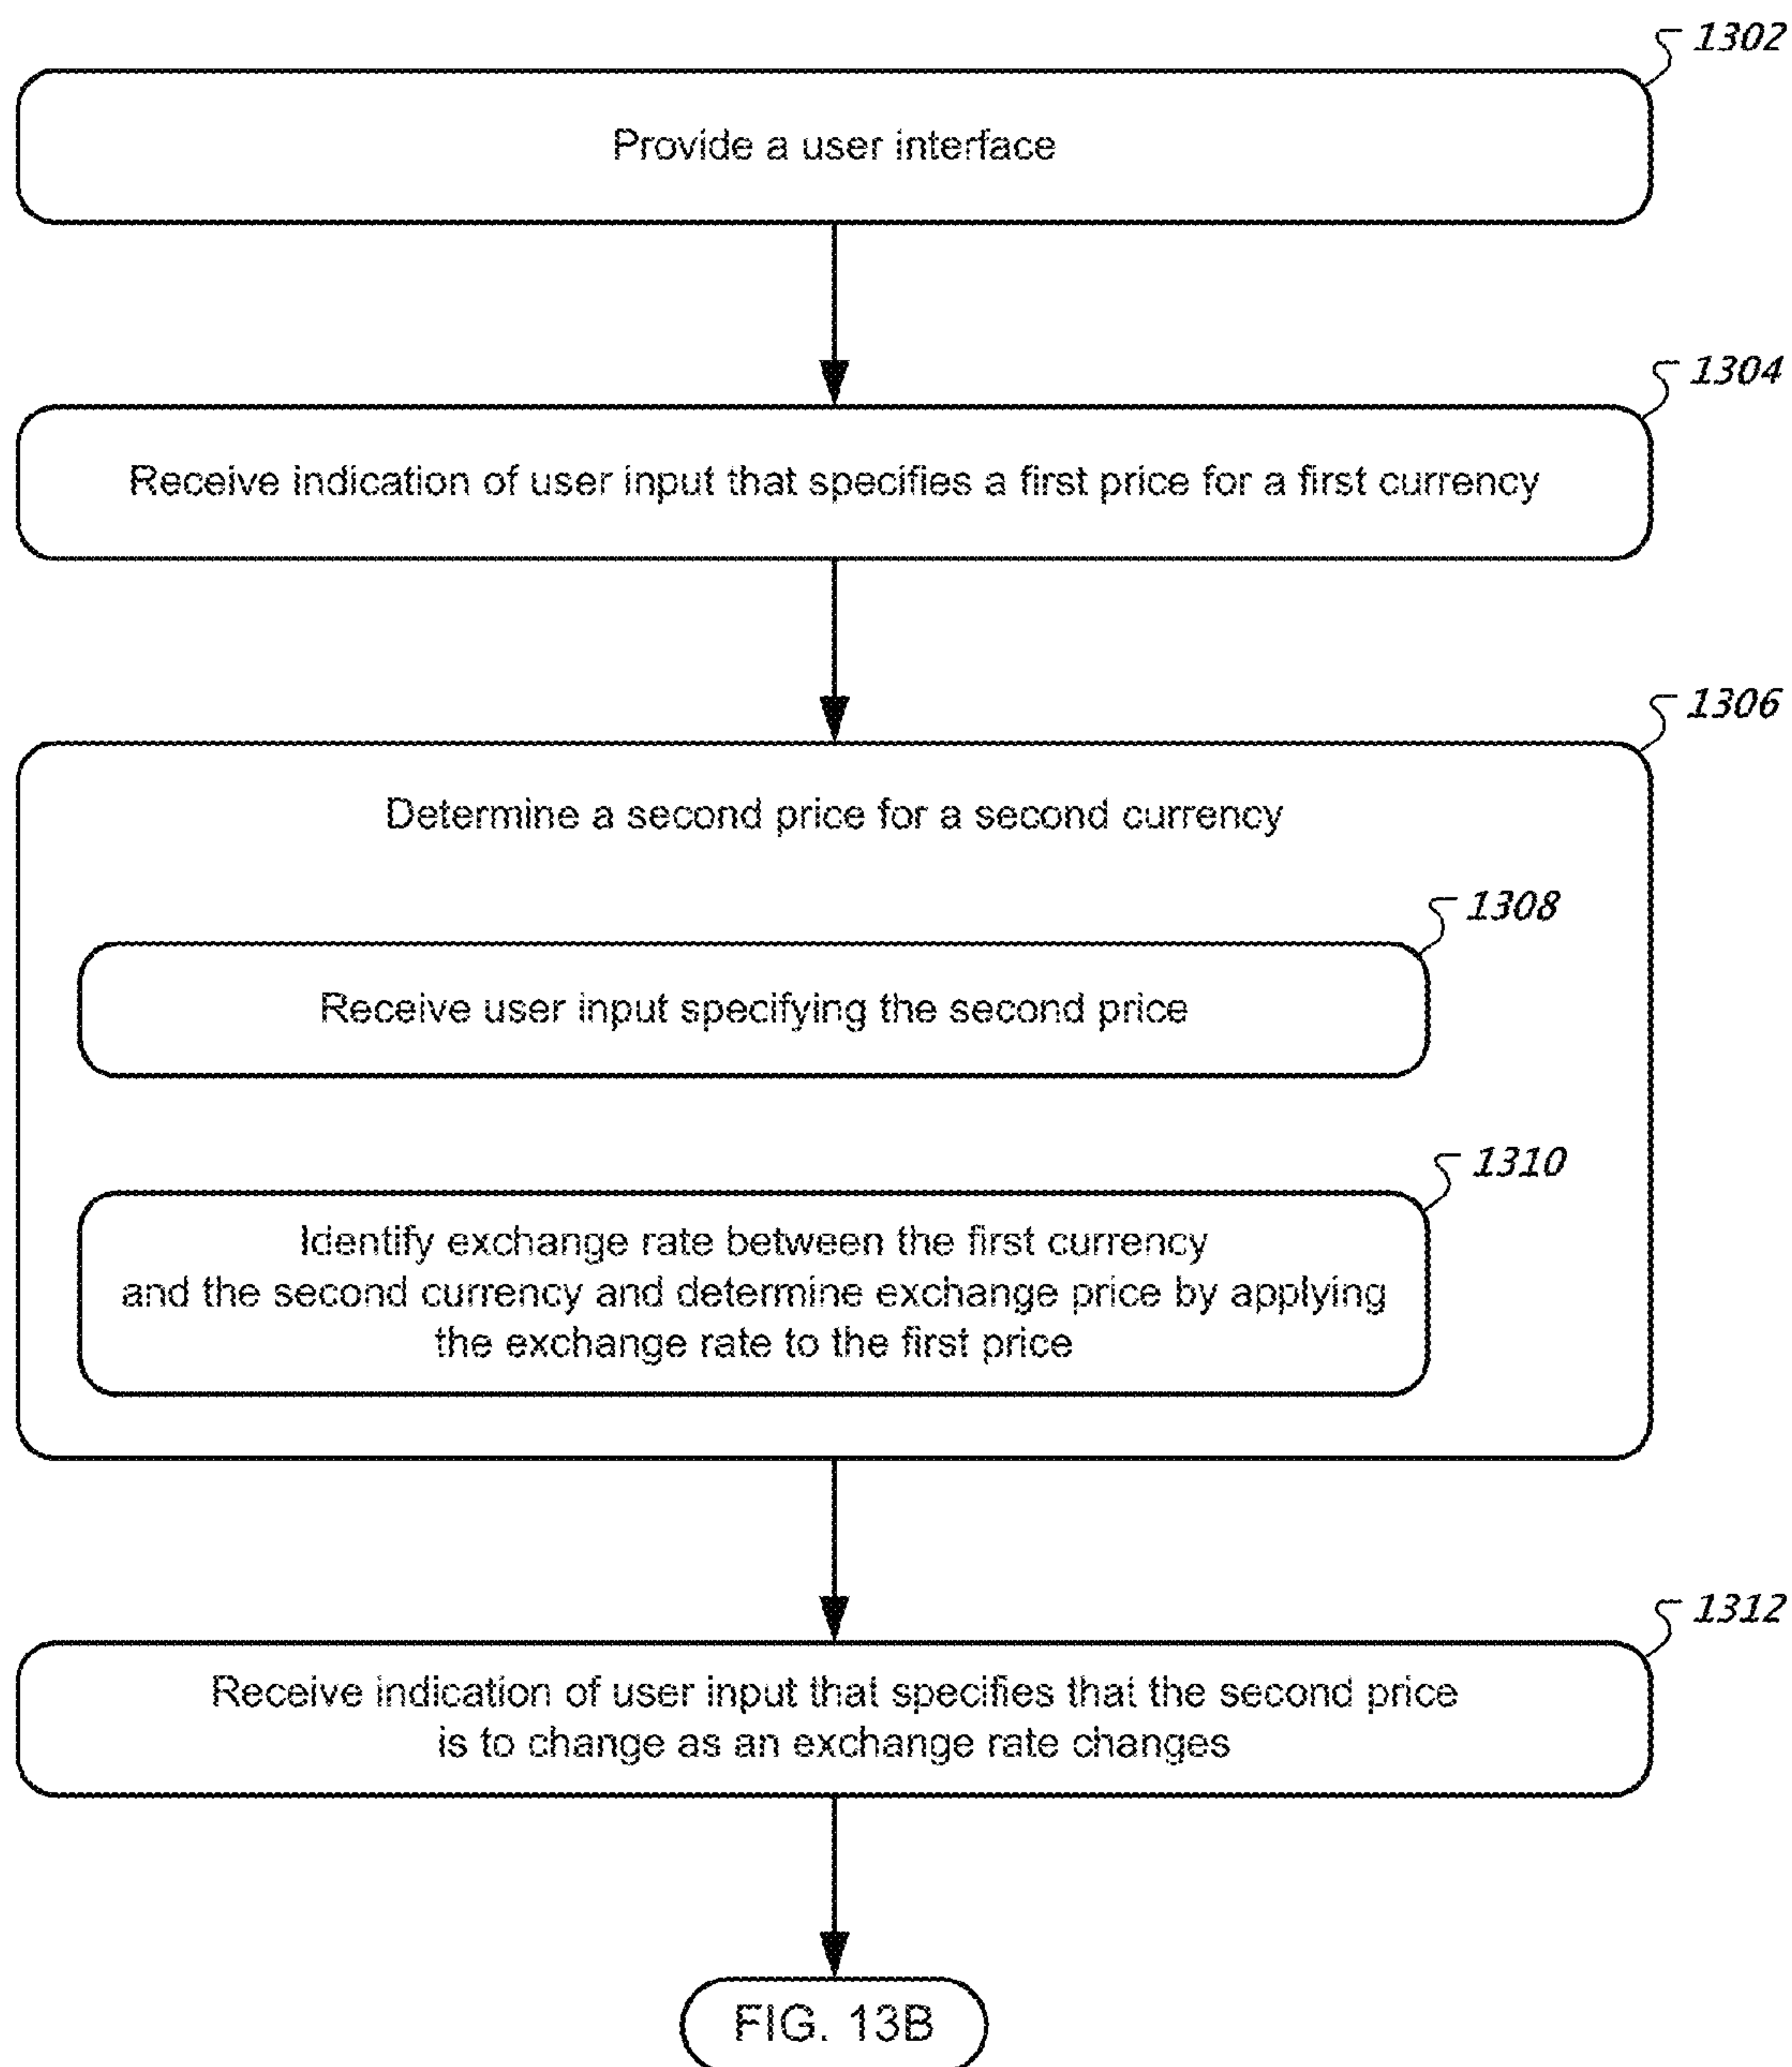 1302
Provide a user interface
1304
Receive indication of user input that specifies a first price for a first currency
1306
Determine a second price for a second currency
1308
Receive user input specifying the second price
1310
Identify exchange rate between the first currency
and the second currency and determine exchange price by applying
the exchange rate to the first price
1312
Receive indication of user input that specifies that the second price
is to change as an exchange rate changes
FIG. 13B